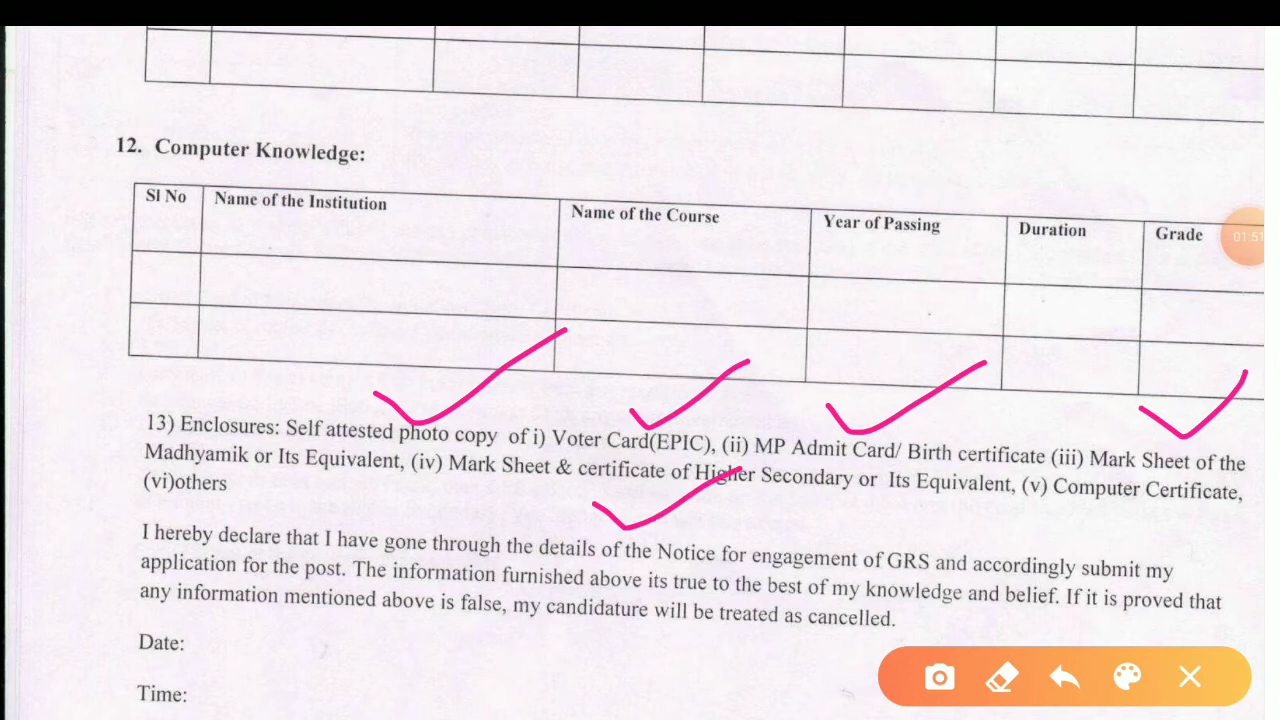 12. Computer Knowledge:
Sl No Name of the Institution Name of the Course Year of Passing Duration Grade
01:51
13) Enclosures: Self attested photo copy of i) Voter Card(EPIC), (ii) MP Admit Card/ Birth certificate (iii) Mark Sheet of the
Madhyamik or Its Equivalent, (iv) Mark Sheet & certificate of Higher Secondary or Its Equivalent, (v) Computer Certificate,
(vi)others
I hereby declare that I have gone through the details of the Notice for engagement of GRS and accordingly submit my
application for the post. The information furnished above its true to the best of my knowledge and belief. If it is proved that
any information mentioned above is false, my candidature will be treated as cancelled.
Date:
Time: